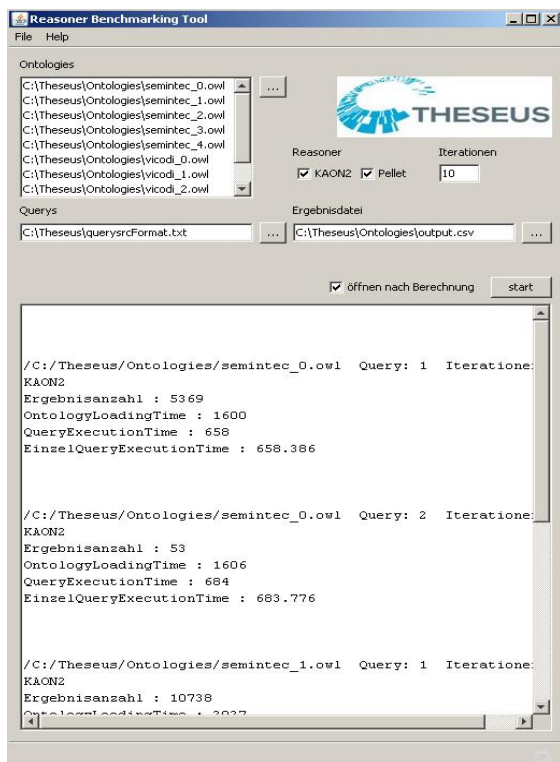 Reasoner Benchmarking Tool
File Help
Ontologies
C:\Theseus\Ontologies\semintec_0.owl
C:\Theseus\Ontologies\semintec_1.owl
C:\Theseus\Ontologies\semintec_2.owl
C:\Theseus\Ontologies\semintec_3.owl
C:\Theseus\Ontologies\semintec_4.owl
C:\Theseus\Ontologies\vicodi_0.owl
C:\Theseus\Ontologies\vicodi_1.owl
C:\Theseus\Ontologies\vicodi_2.owl
...
THESEUS
Reasoner Iterationen
KAON2 Pellet 10
Querys Ergebnisdatei
C:\Theseus\querysrcFormat.txt ... C:\Theseus\Ontologies\output.csv ...
öffnen nach Berechnung start
/C:/Theseus/Ontologies/semintec_0.owl Query: 1 Iteratione
KAON2
Ergebnisanzahl : 5369
OntologyLoadingTime : 1600
QueryExecutionTime : 658
EinzelQueryExecutionTime : 658.386
/C:/Theseus/Ontologies/semintec_0.owl Query: 2 Iteratione
KAON2
Ergebnisanzahl : 53
OntologyLoadingTime : 1606
QueryExecutionTime : 684
EinzelQueryExecutionTime : 683.776
/C:/Theseus/Ontologies/semintec_1.owl Query: 1 Iteratione
KAON2
Ergebnisanzahl : 10738
OntologyLoadingTime :